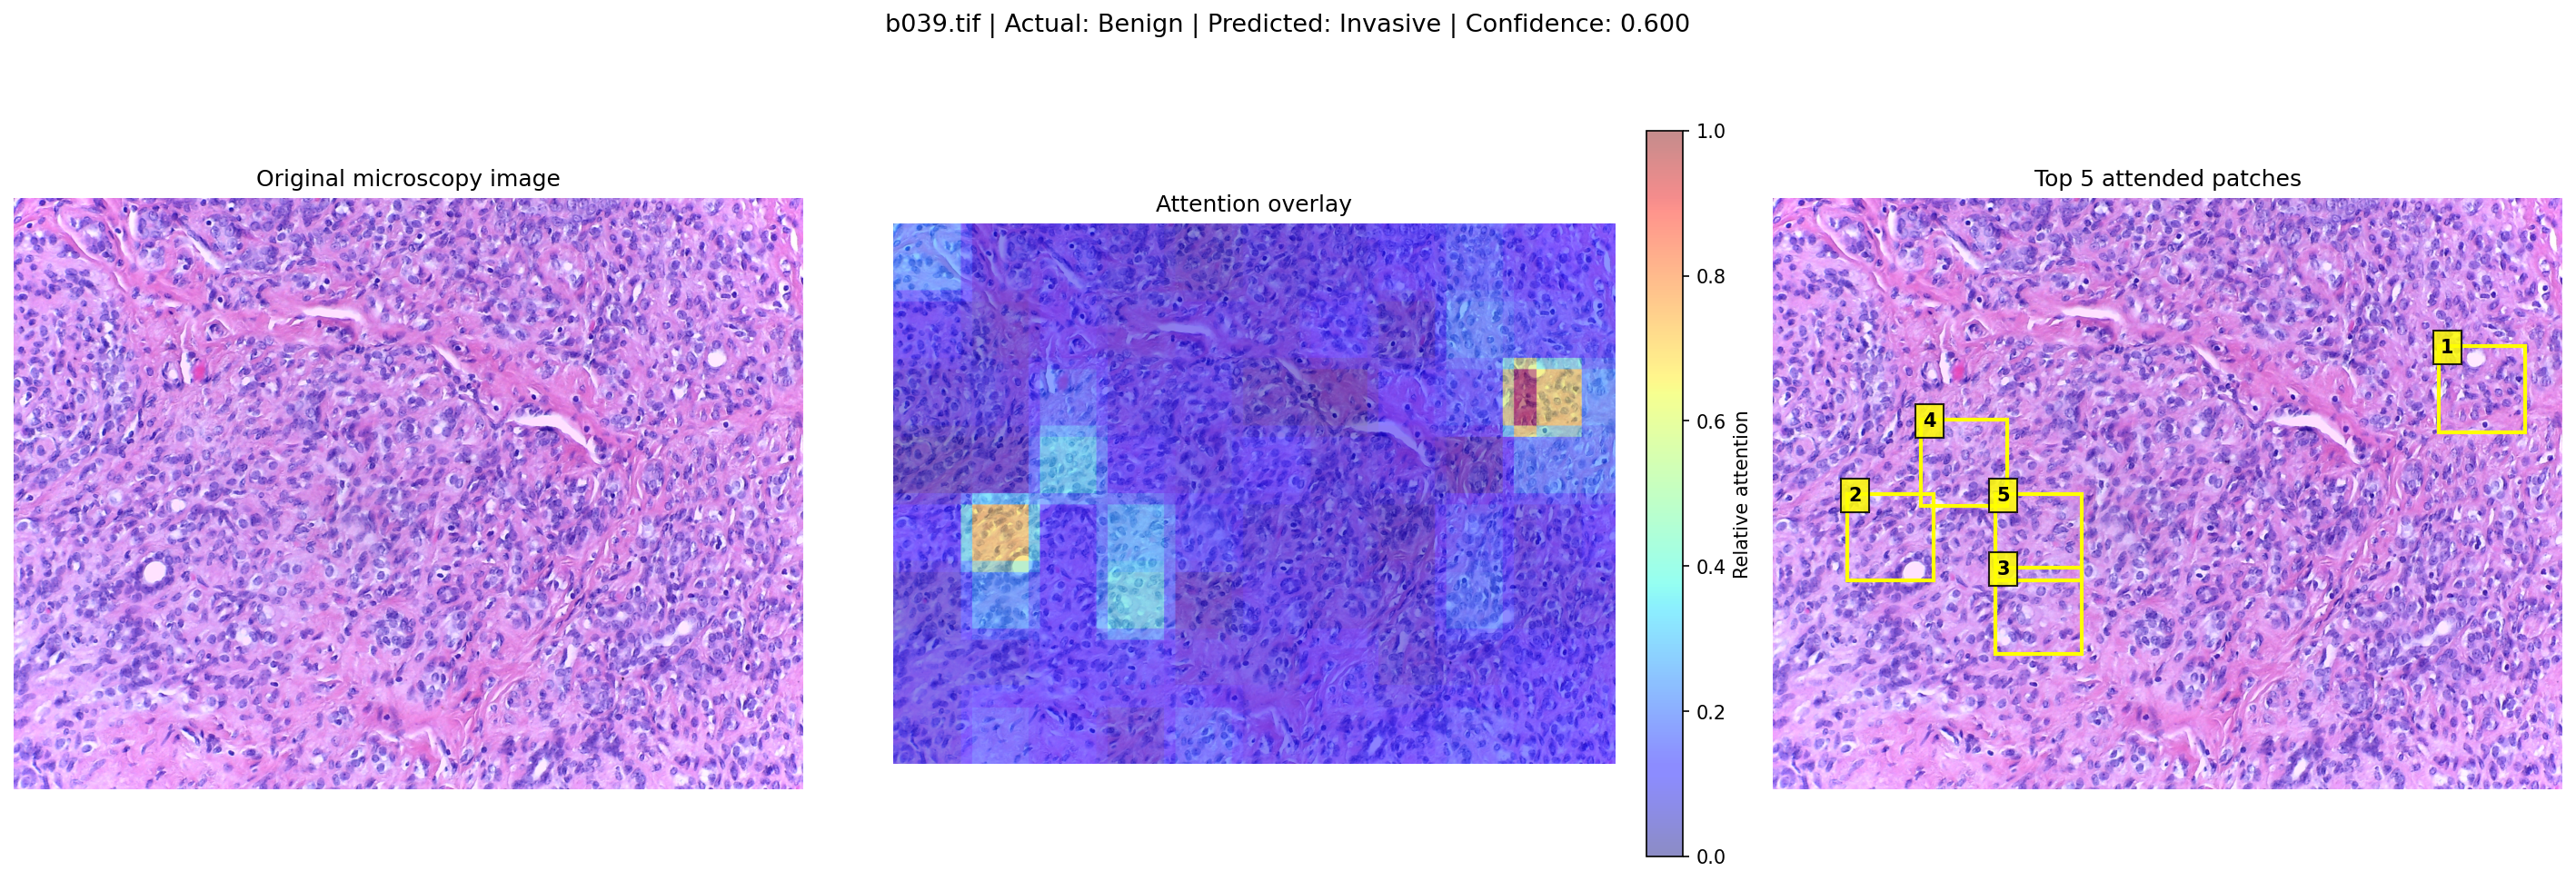 b039.tif | Actual: Benign | Predicted: Invasive | Confidence: 0.600
Original microscopy image
Attention overlay
1.0
0.8
0.6
0.4
0.2
0.0
Relative attention
Top 5 attended patches
1
4
2
5
3